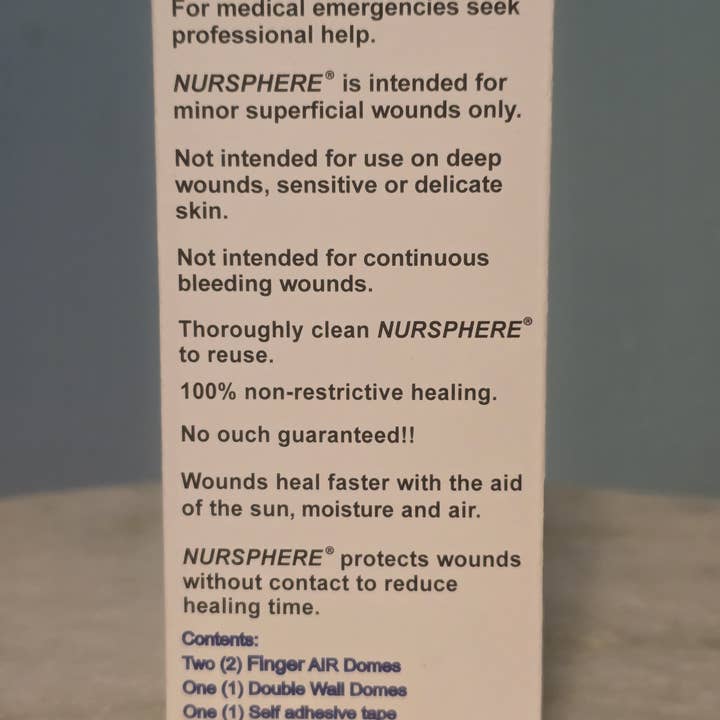 For medical emergencies seek
professional help.
NURSPHERE® is intended for
minor superficial wounds only.
Not intended for use on deep
wounds, sensitive or delicate
skin.
Not intended for continuous
bleeding wounds.
Thoroughly clean NURSPHERE®
to reuse.
100% non-restrictive healing.
No ouch guaranteed!!
Wounds heal faster with the aid
of the sun, moisture and air.
NURSPHERE® protects wounds
without contact to reduce
healing time.
Contents:
Two (2) Finger AIR Domes
One (1) Double Wall Domes
One (1) Self adhesive tape